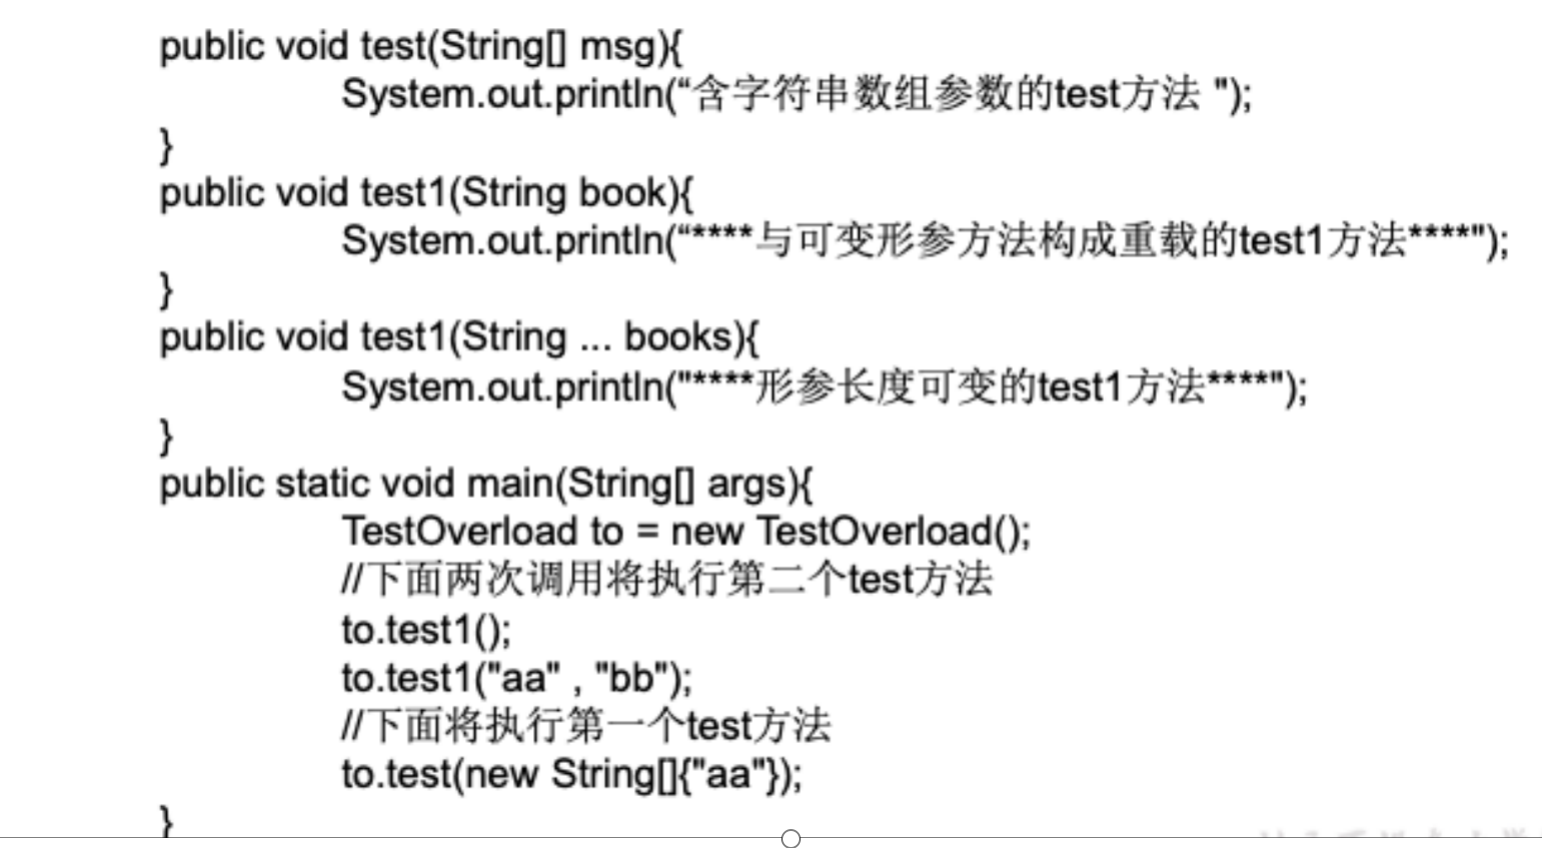 public void test(String[] msg){
System.out.println(“含字符串数组参数的test方法 ");
}
public void test1(String book){
System.out.println(“****与可变形参方法构成重载的test1方法****");
}
public void test1(String ... books){
System.out.println("****形参长度可变的test1方法****");
}
public static void main(String[] args){
TestOverload to = new TestOverload();
//下面两次调用将执行第二个test方法
to.test1();
to.test1("aa" , "bb");
//下面将执行第一个test方法
to.test(new String[]{"aa"});
}